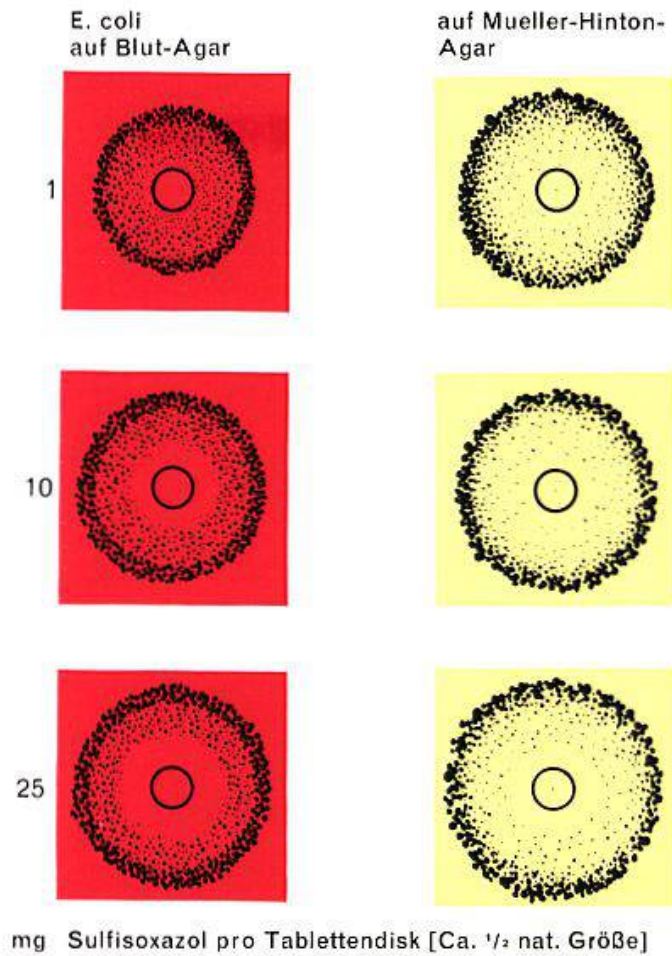 E. coli
auf Blut-Agar
auf Mueller-Hinton-
Agar
1
10
25
mg Sulfisoxazol pro Tablettendisk [Ca. 1/2 nat. Größe]